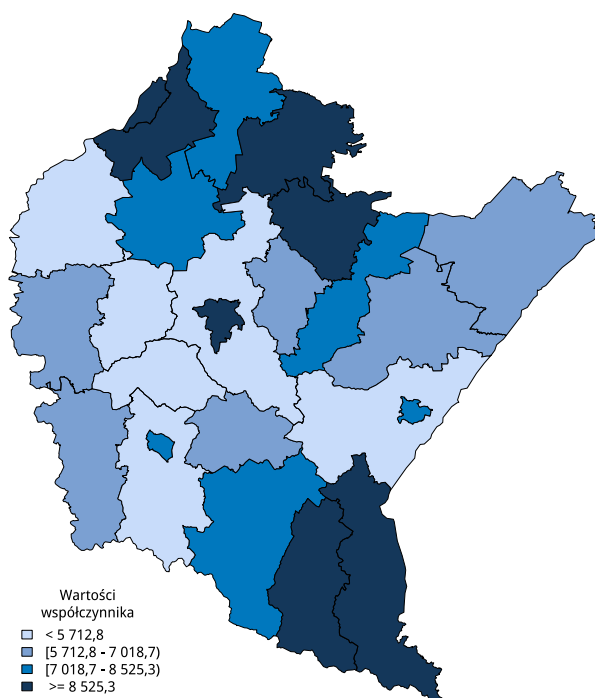 Wartości
współczynnika
< 5 712,8
[5 712,8 - 7 018,7)
[7 018,7 - 8 525,3)
>= 8 525,3